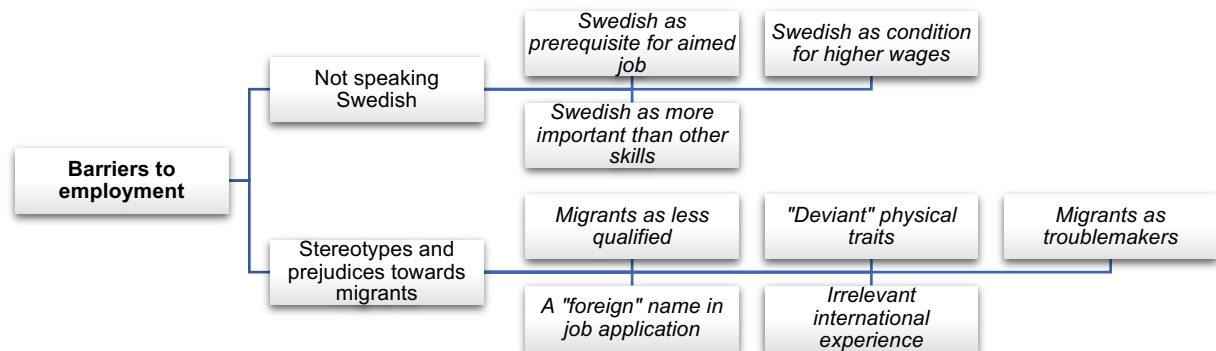 Barriers to
employment
Not speaking
Swedish
Swedish as
prerequisite for aimed
job
Swedish as condition
for higher wages
Swedish as more
important than other
skills
Stereotypes and
prejudices towards
migrants
Migrants as less
qualified
"Deviant" physical
traits
Migrants as
troublemakers
A "foreign" name in
job application
Irrelevant
international
experience